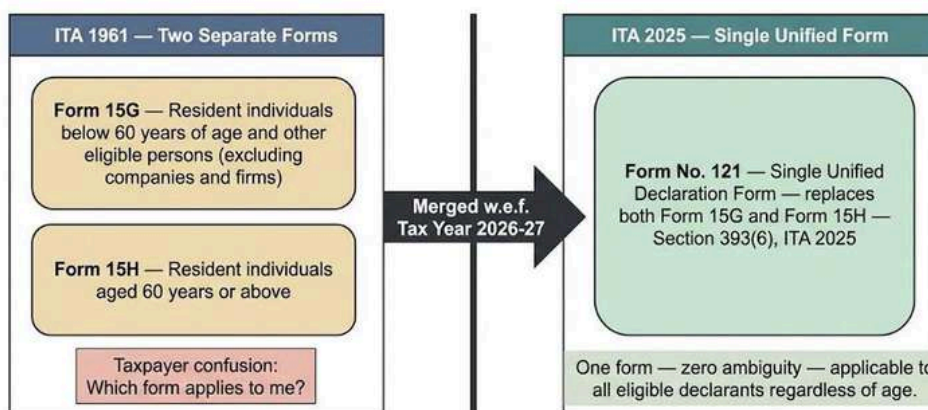 ITA 1961 — Two Separate Forms
Form 15G — Resident individuals
below 60 years of age and other
eligible persons (excluding
companies and firms)
Form 15H — Resident individuals
aged 60 years or above
Taxpayer confusion:
Which form applies to me?
Merged w.e.f.
Tax Year 2026-27
ITA 2025 — Single Unified Form
Form No. 121 — Single Unified
Declaration Form — replaces
both Form 15G and Form 15H —
Section 393(6), ITA 2025
One form — zero ambiguity — applicable to
all eligible declarants regardless of age.